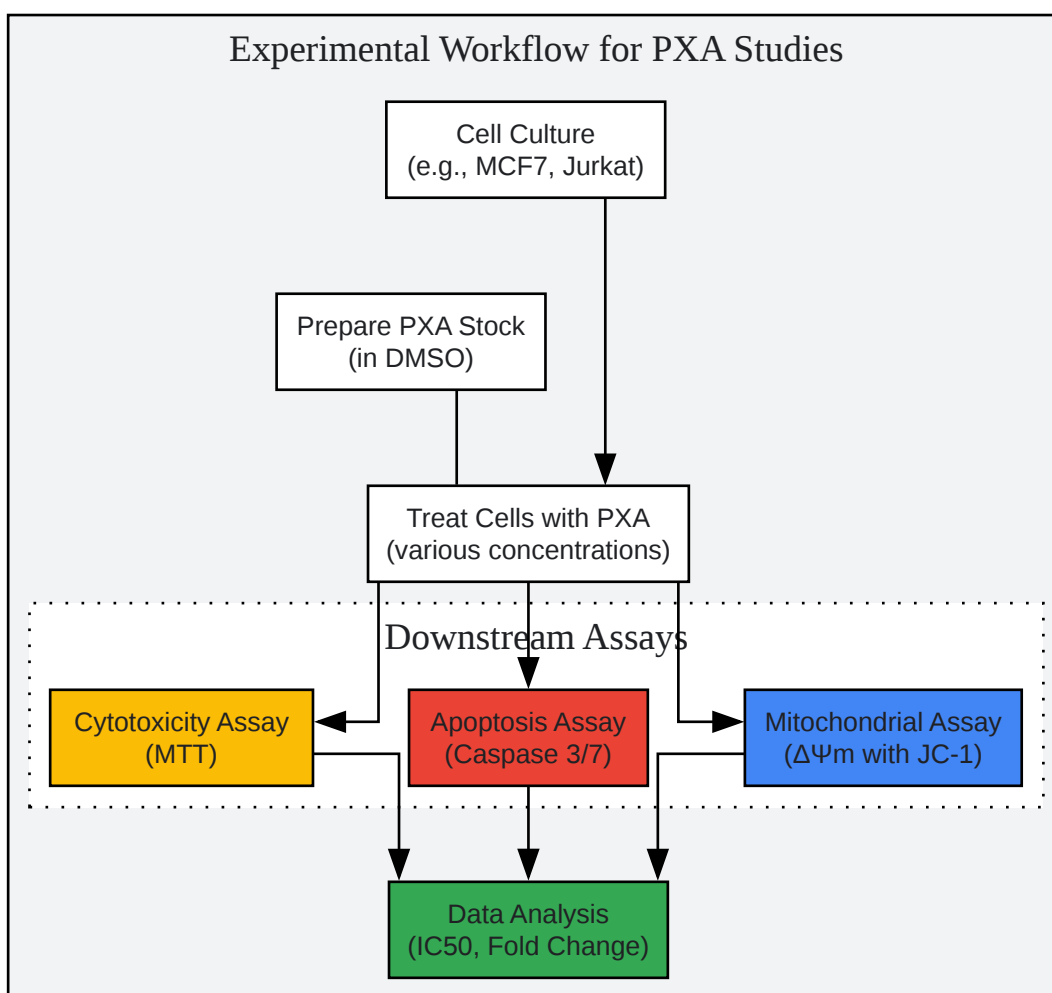 Experimental Workflow for PXA Studies
Cell Culture
(e.g., MCF7, Jurkat)
Prepare PXA Stock
(in DMSO)
Treat Cells with PXA
(various concentrations)
Downstream Assays
Cytotoxicity Assay
(MTT)
Apoptosis Assay
(Caspase 3/7)
Mitochondrial Assay
(ΔΨm with JC-1)
Data Analysis
(IC50, Fold Change)